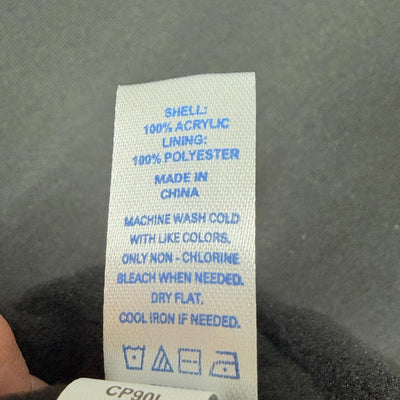 SHELL:
100% ACRYLIC
LINING:
100% POLYESTER
MADE IN
CHINA
MACHINE WASH COLD
WITH LIKE COLORS.
ONLY NON - CHLORINE
BLEACH WHEN NEEDED.
DRY FLAT.
COOL IRON IF NEEDED.